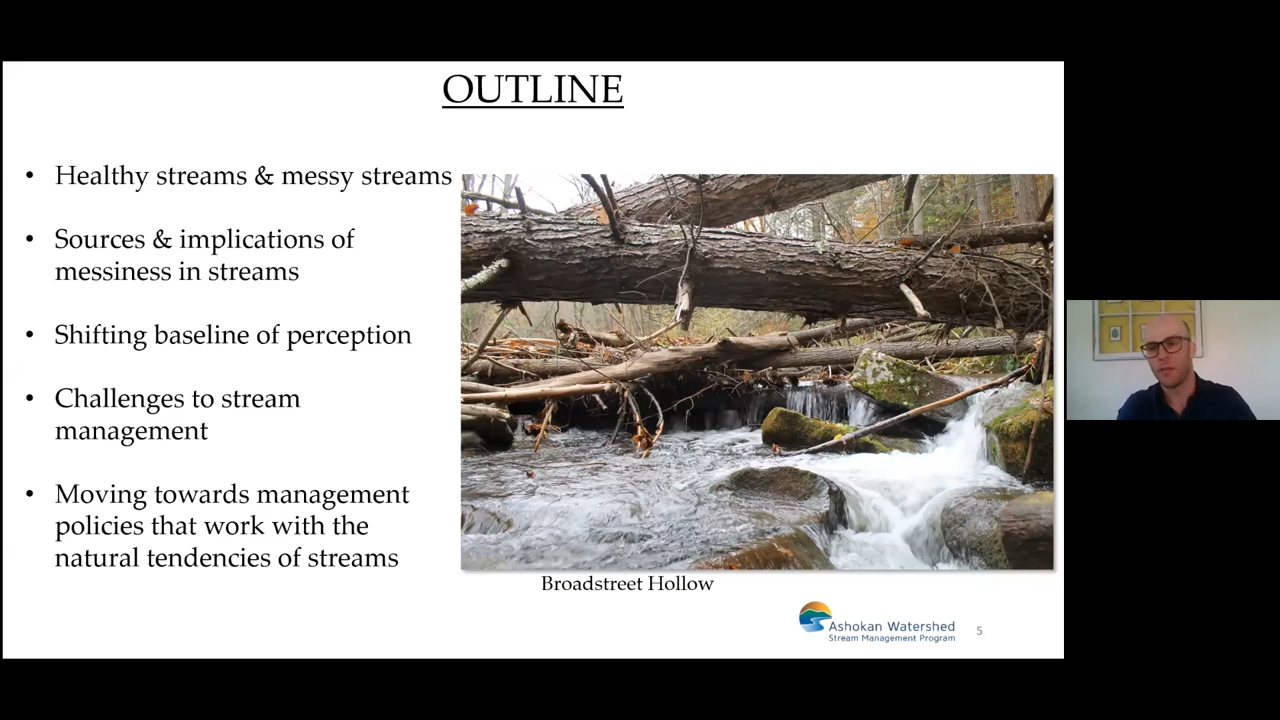 OUTLINE
• Healthy streams & messy streams
• Sources & implications of
messiness in streams
• Shifting baseline of perception
• Challenges to stream
management
• Moving towards management
policies that work with the
natural tendencies of streams
Broadstreet Hollow
Ashokan Watershed
Stream Management Program
5